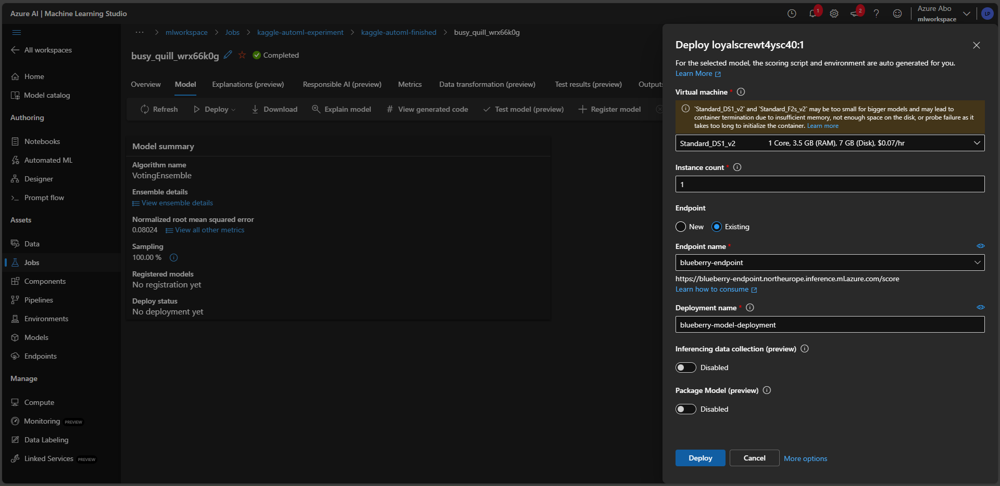 Azure AI | Machine Learning Studio
1
2
Azure Abo
mlworkspace
LP
All workspaces
Home
Model catalog
Authoring
Notebooks
Automated ML
Designer
Prompt flow
Assets
Data
Jobs
Components
Pipelines
Environments
Models
Endpoints
Manage
Compute
Monitoring PREVIEW
Data Labeling
Linked Services PREVIEW
... > mlworkspace > Jobs > kaggle-automl-experiment > kaggle-automl-finished > busy_quill_wrx66k0g
busy_quill_wrx66k0g Completed
Overview Model Explanations (preview) Responsible AI (preview) Metrics Data transformation (preview) Test results (preview) Outputs
Refresh Deploy Download Explain model # View generated code Test model (preview) Register model
Model summary
Algorithm name
VotingEnsemble
Ensemble details
View ensemble details
Normalized root mean squared error
0.08024 View all other metrics
Sampling
100.00 %
Registered models
No registration yet
Deploy status
No deployment yet
Deploy loyalscrewt4ysc40:1
For the selected model, the scoring script and environment are auto generated for you.
Learn More
Virtual machine *
`Standard_DS1_v2` and `Standard_F2s_v2` may be too small for bigger models and may lead to
container termination due to insufficient memory, not enough space on the disk, or probe failure as it
takes too long to initialize the container. Learn more
Standard_DS1_v2 1 Core, 3.5 GB (RAM), 7 GB (Disk), $0.07/hr
Instance count *
1
Endpoint
New Existing
Endpoint name *
blueberry-endpoint
https://blueberry-endpoint.northeurope.inference.ml.azure.com/score
Learn how to consume
Deployment name *
blueberry-model-deployment
Inferencing data collection (preview)
Disabled
Package Model (preview)
Disabled
Deploy Cancel More options